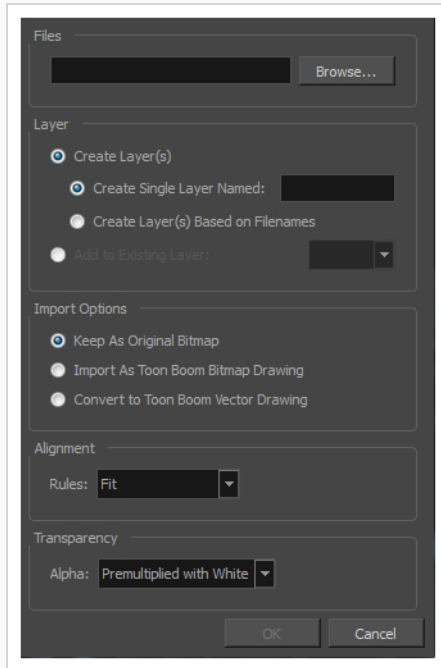 Files
Browse...
Layer
Create Layer(s)
Create Single Layer Named:
Create Layer(s) Based on Filenames
Add to Existing Layer:
Import Options
Keep As Original Bitmap
Import As Toon Boom Bitmap Drawing
Convert to Toon Boom Vector Drawing
Alignment
Rules: Fit
Transparency
Alpha: Premultiplied with White
OK Cancel